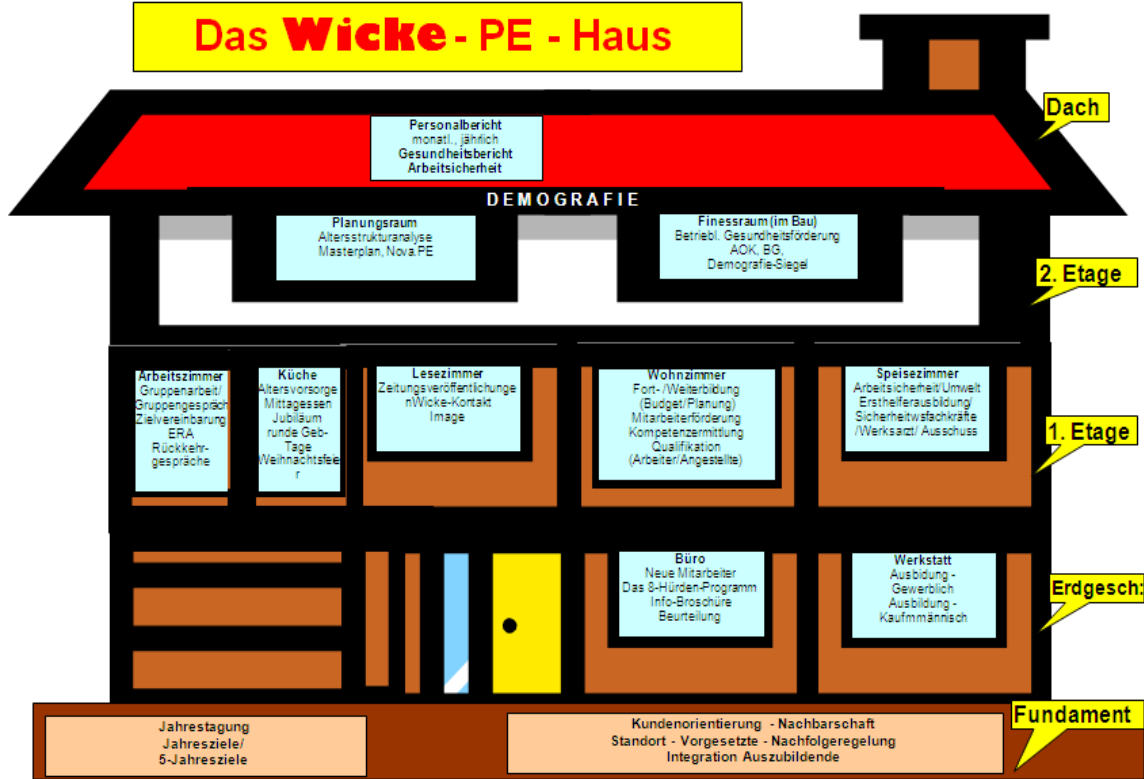 Das Wicke - PE - Haus
Dach
Personalbericht
monatl., jährlich
Gesundheitsbericht
Arbeitsicherheit
DEMOGRAFIE
Planungsraum
Altersstrukturanalyse
Masterplan, Nova.PE
Finessraum (im Bau)
Betriebl. Gesundheitsförderung
AOK, BG,
Demografie-Siegel
2. Etage
Arbeitszimmer
Gruppenarbeit/
Gruppengespräch
Zielvereinbarung
ERA
Rückkehr-
gespräche
Küche
Altersvorsorge
Mittagessen
Jubiläum
runde Geb-
Tage
Weihnachtsfeie
r
Lesezimmer
Zeitungsveröffentlichunge
nWicke-Kontakt
Image
Wohnzimmer
Fort- /Weiterbildung
(Budget/Planung)
Mitarbeiterförderung
Kompetenzermittlung
Qualifikation
(Arbeiter/Angestellte)
Speisezimmer
Arbeitsicherheit/Umwelt
Ersthelferausbildung/
Sicherheitwsfachkräfte
/Werksarzt/ Ausschuss
1. Etage
Büro
Neue Mitarbeiter
Das 8-Hürden-Programm
Info-Broschüre
Beurteilung
Werkstatt
Ausbidung -
Gewerblich
Ausbildung -
Kaufmmännisch
Erdgesch:
Fundament
Jahrestagung
Jahresziele/
5-Jahresziele
Kundenorientierung - Nachbarschaft
Standort - Vorgesetzte - Nachfolgeregelung
Integration Auszubildende